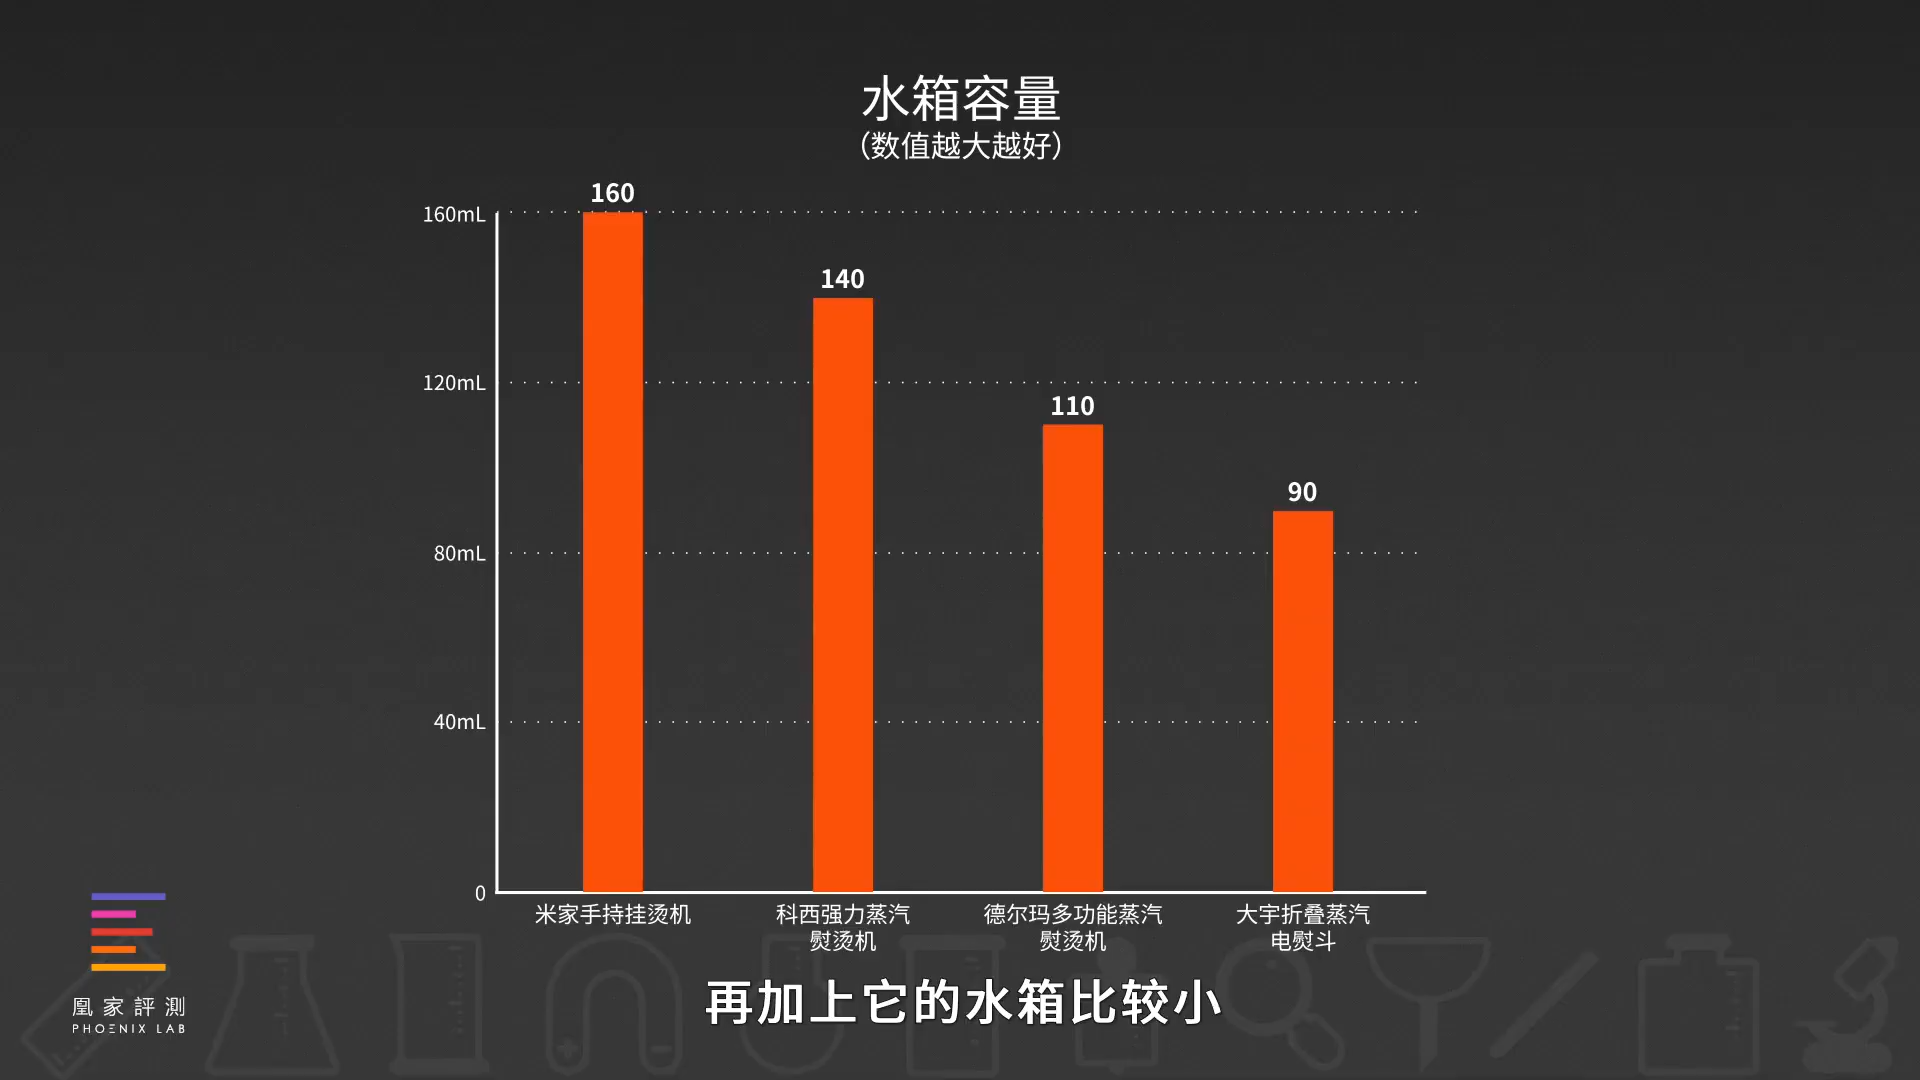 水箱容量
（数值越大越好）
160
140
110
90
160mL
120mL
80mL
40mL
0
米家手持挂烫机
科西强力蒸汽
熨烫机
德尔玛多功能蒸汽
熨烫机
大宇折叠蒸汽
电熨斗
再加上它的水箱比较小
凰家評測
PHOENIX LAB